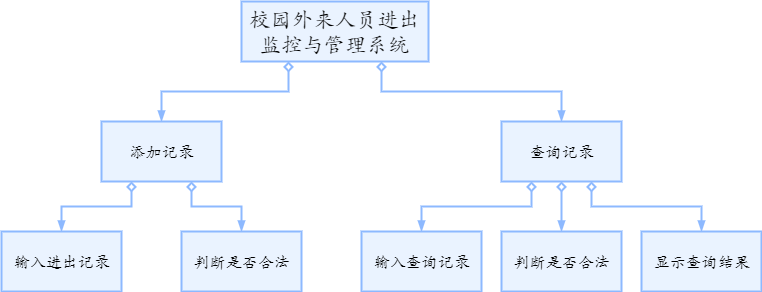 校园外来人员进出
监控与管理系统
添加记录
查询记录
输入进出记录
判断是否合法
输入查询记录
判断是否合法
显示查询结果